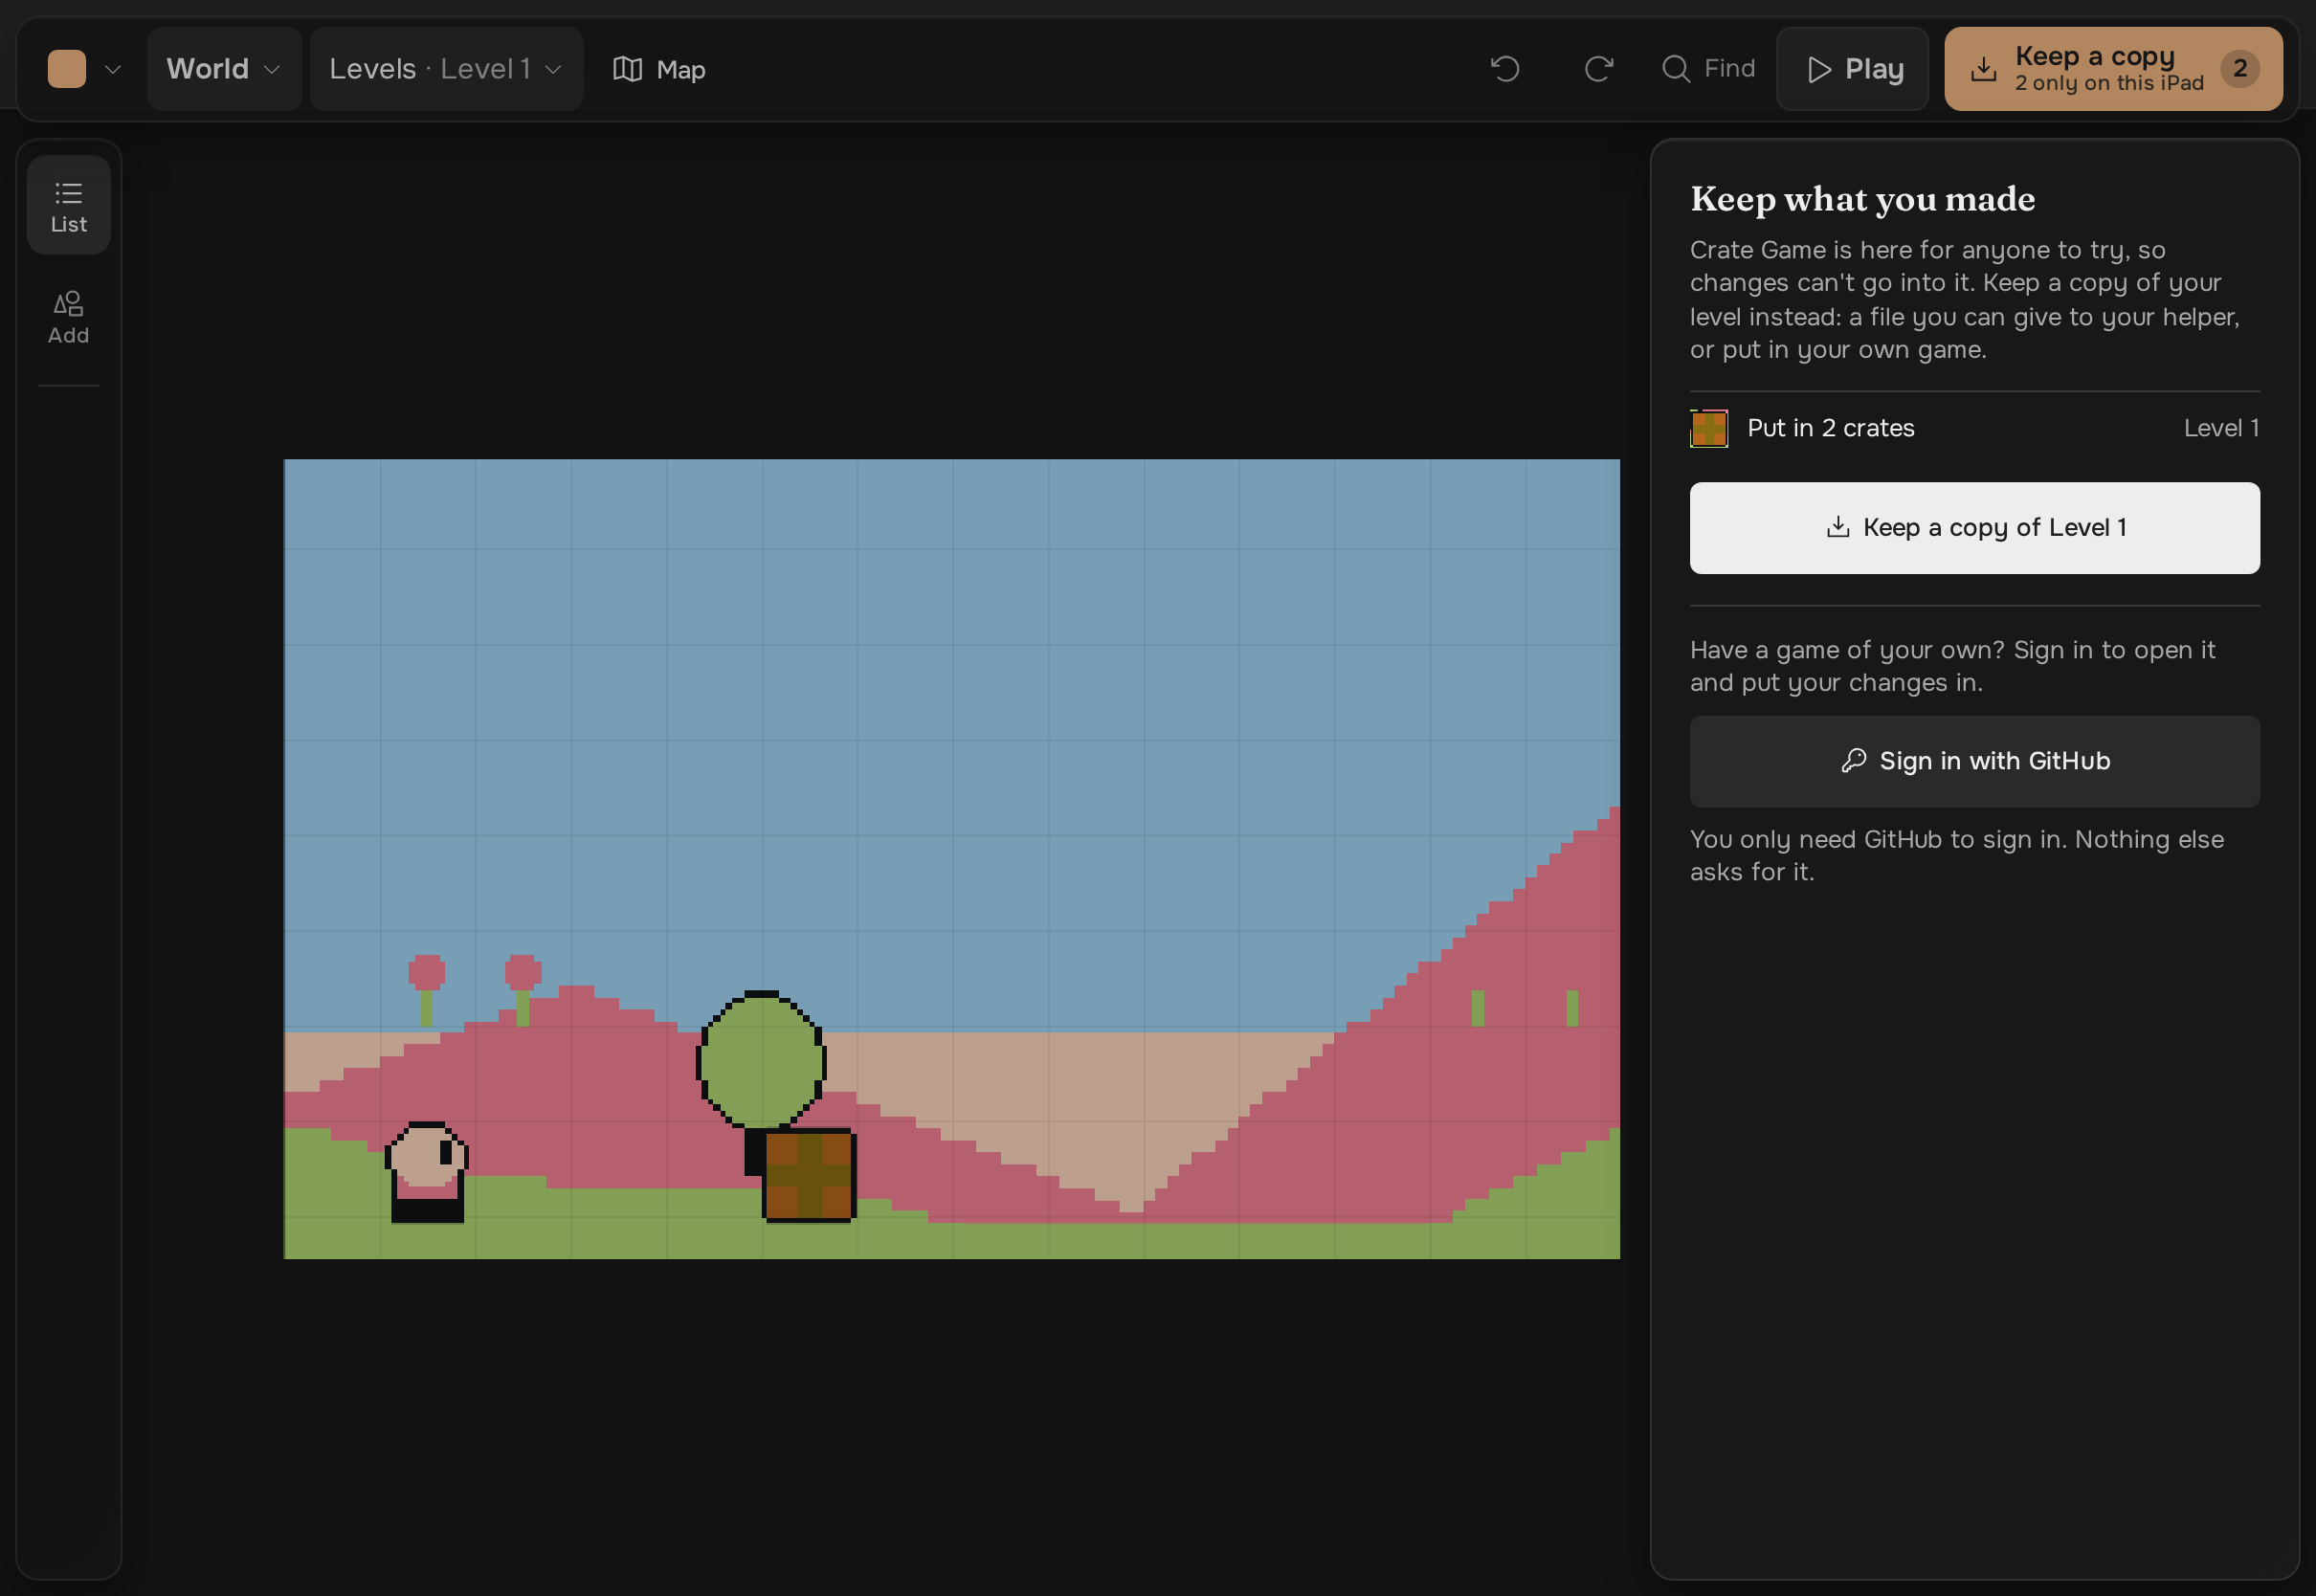 World
Levels · Level 1
Map
Find
Play
Keep a copy
2 only on this iPad
2
List
Add
Keep what you made
Crate Game is here for anyone to try, so
changes can't go into it. Keep a copy of your
level instead: a file you can give to your helper,
or put in your own game.
Put in 2 crates
Level 1
Keep a copy of Level 1
Have a game of your own? Sign in to open it
and put your changes in.
Sign in with GitHub
You only need GitHub to sign in. Nothing else
asks for it.